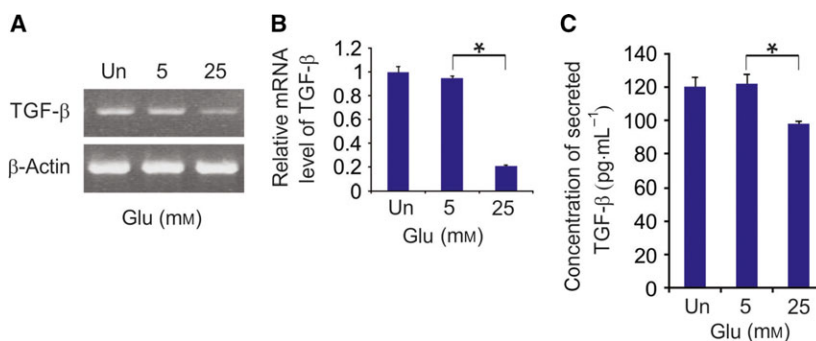 A
Un 5 25
TGF-β
β-Actin
Glu (mM)
B
Relative mRNA
level of TGF-β
1.2
1
0.8
0.6
0.4
0.2
0
*
Un 5 25
Glu (mM)
C
Concentration of secreted
TGF-β (pg·mL⁻¹)
140
120
100
80
60
40
20
0
*
Un 5 25
Glu (mM)